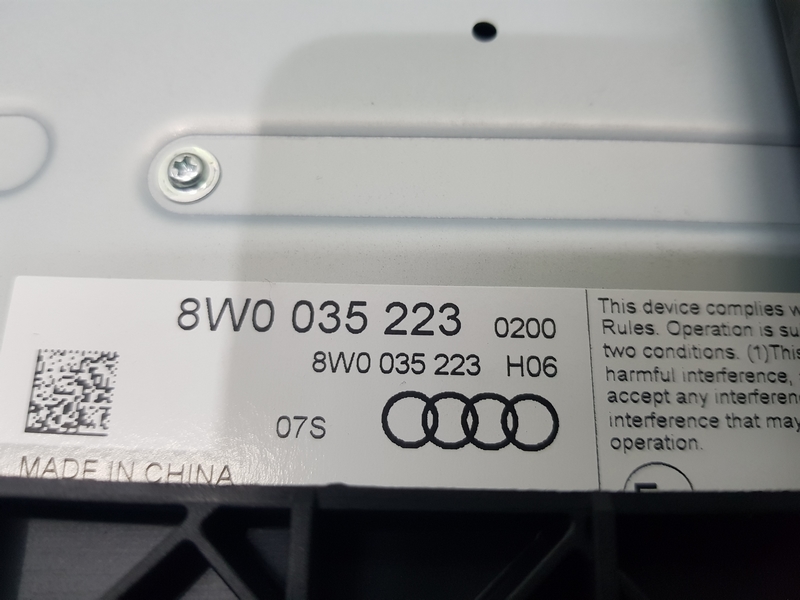 8W0 035 223 0200
8W0 035 223 H06
07S
MADE IN CHINA
This device complies
Rules. Operation is
two conditions. (1)This
harmful interference,
accept any
interference that may
operation.